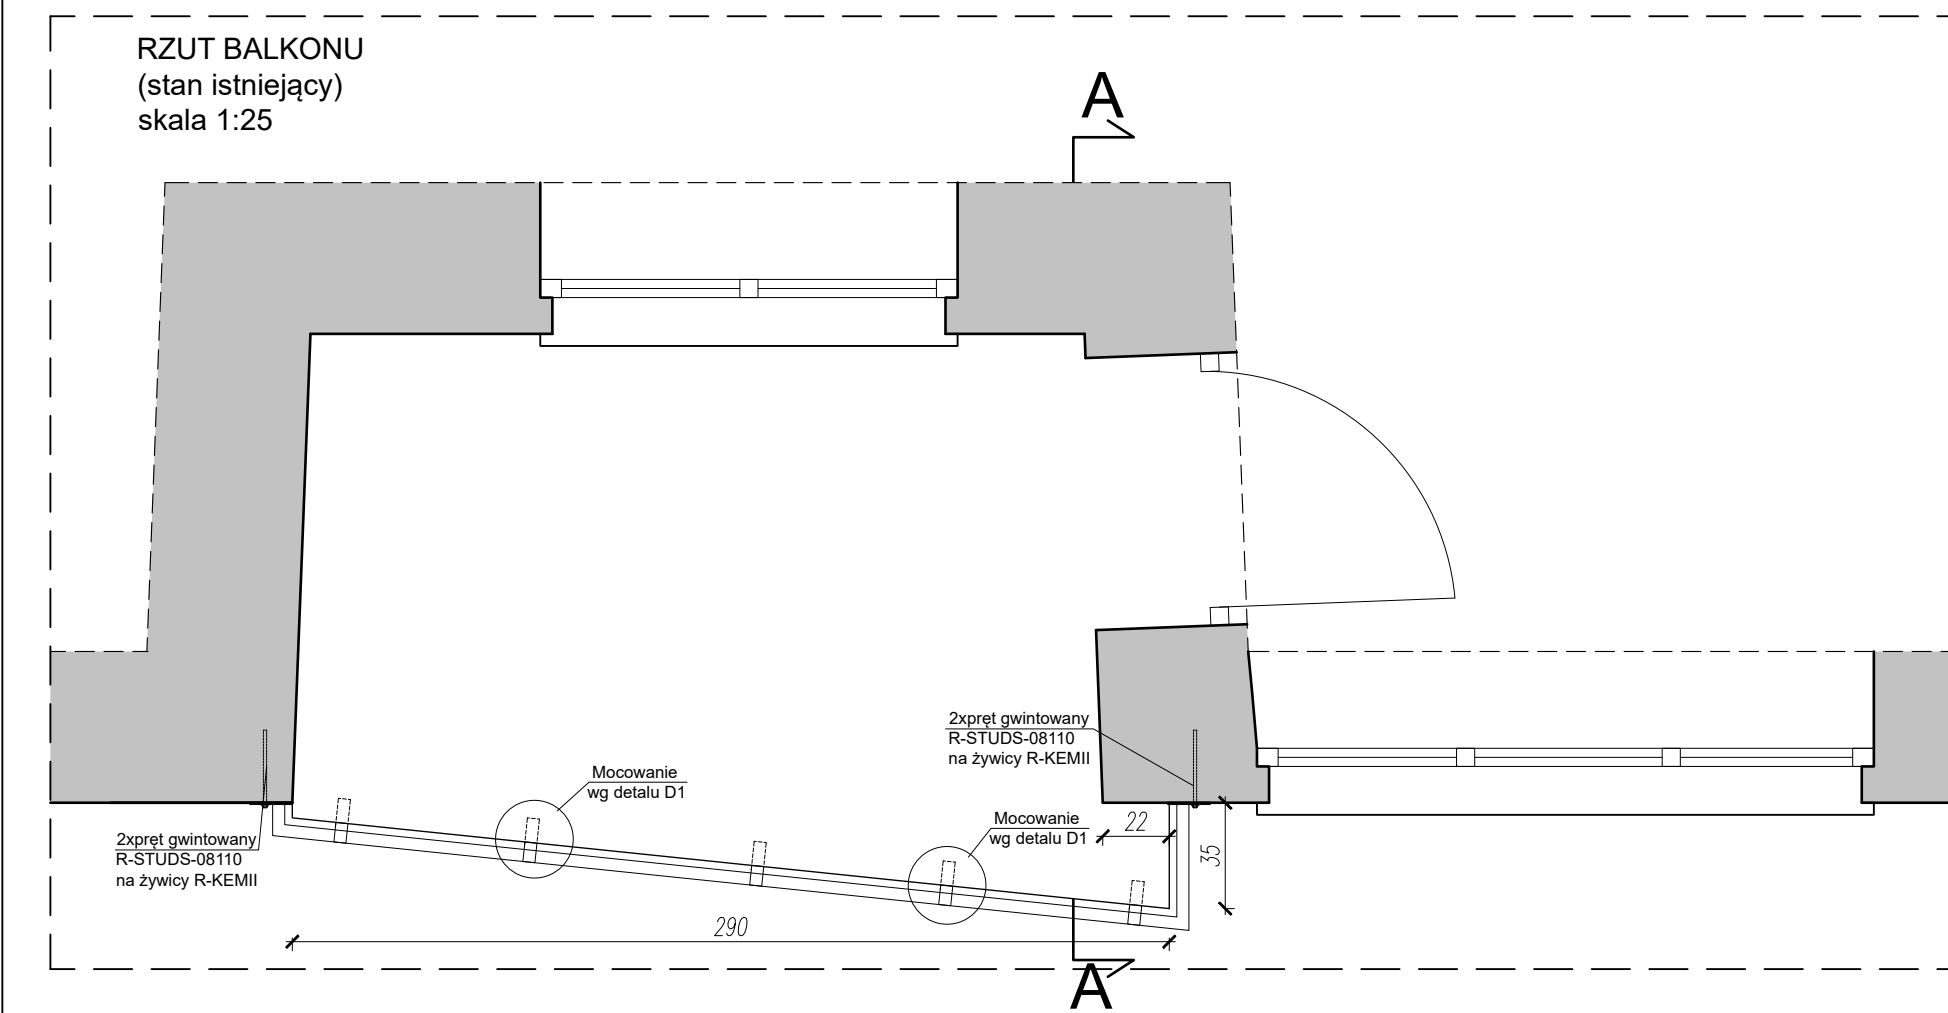 RZUT BALKONU
(stan istniejący)
skala 1:25
A
2xpręt gwintowany
R-STUDS-08110
na żywicy R-KEMII
Mocowanie
wg detalu D1
Mocowanie
wg detalu D1
22
35
2xpręt gwintowany
R-STUDS-08110
na żywicy R-KEMII
290
A